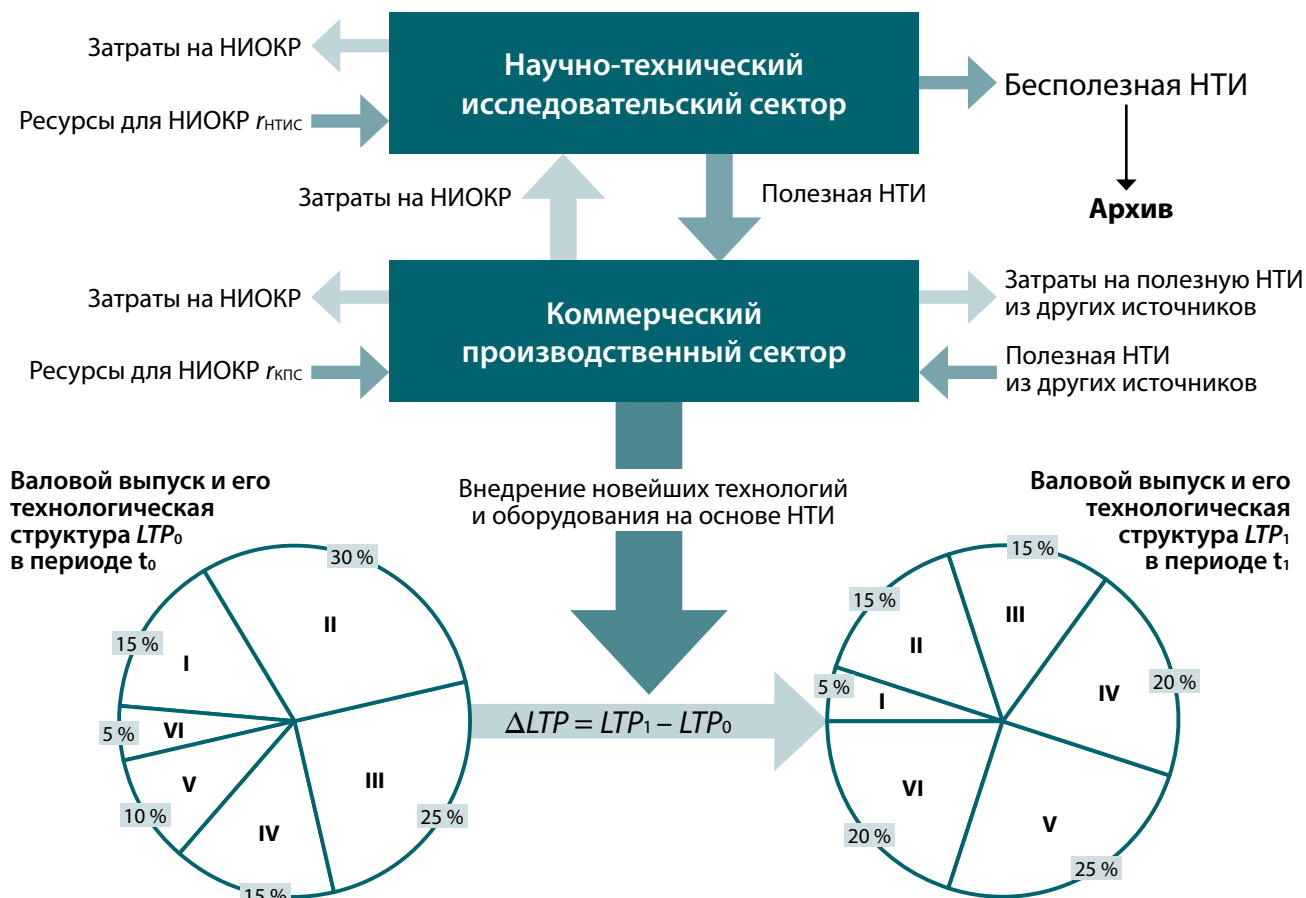 Затраты на НИОКР
Научно-технический
исследовательский сектор
Бесполезная НТИ
Ресурсы для НИОКР rНТИС
Затраты на НИОКР
Полезная НТИ
Архив
Затраты на НИОКР
Коммерческий
производственный сектор
Затраты на полезную НТИ
из других источников
Ресурсы для НИОКР rКПС
Полезная НТИ
из других источников
Валовой выпуск и его
технологическая
структура LTP0
в периоде t0
Внедрение новейших технологий
и оборудования на основе НТИ
Валовой выпуск и его
технологическая
структура LTP1
в периоде t1
30 %
II
15 %
I
5 %
VI
V
10 %
IV
15 %
III
25 %
ΔLTP = LTP1 – LTP0
15 %
III
15 %
II
5 %
I
IV
20 %
VI
20 %
V
25 %